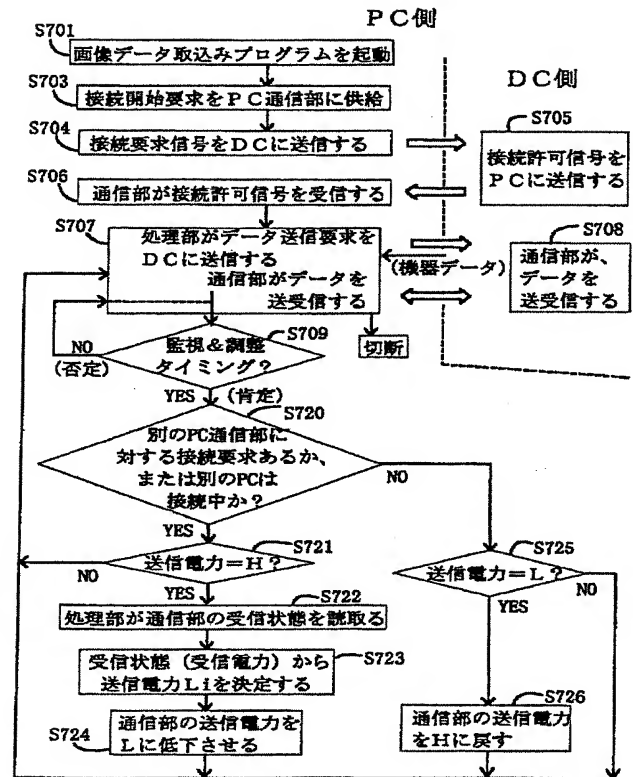 PC側
DC側
S701
画像データ取込みプログラムを起動
S703
接続開始要求をPC通信部に供給
S704
接続要求信号をDCに送信する
S705
接続許可信号を
PCに送信する
S706
通信部が接続許可信号を受信する
S707
処理部がデータ送信要求を
DCに送信する
通信部がデータを
送受信する
(機器データ)
S708
通信部が、
データを
送受信する
切断
S709
監視&調整
タイミング?
NO
(否定)
YES
(肯定)
S720
別のPC通信部に
対する接続要求あるか、
または別のPCは
接続中か?
NO
YES
S721
送信電力=H?
NO
YES
S722
処理部が通信部の受信状態を読取る
S723
受信状態(受信電力)から
送信電力Liを決定する
S724
通信部の送信電力を
Lに低下させる
S725
送信電力=L?
NO
YES
S726
通信部の送信電力
をHに戻す